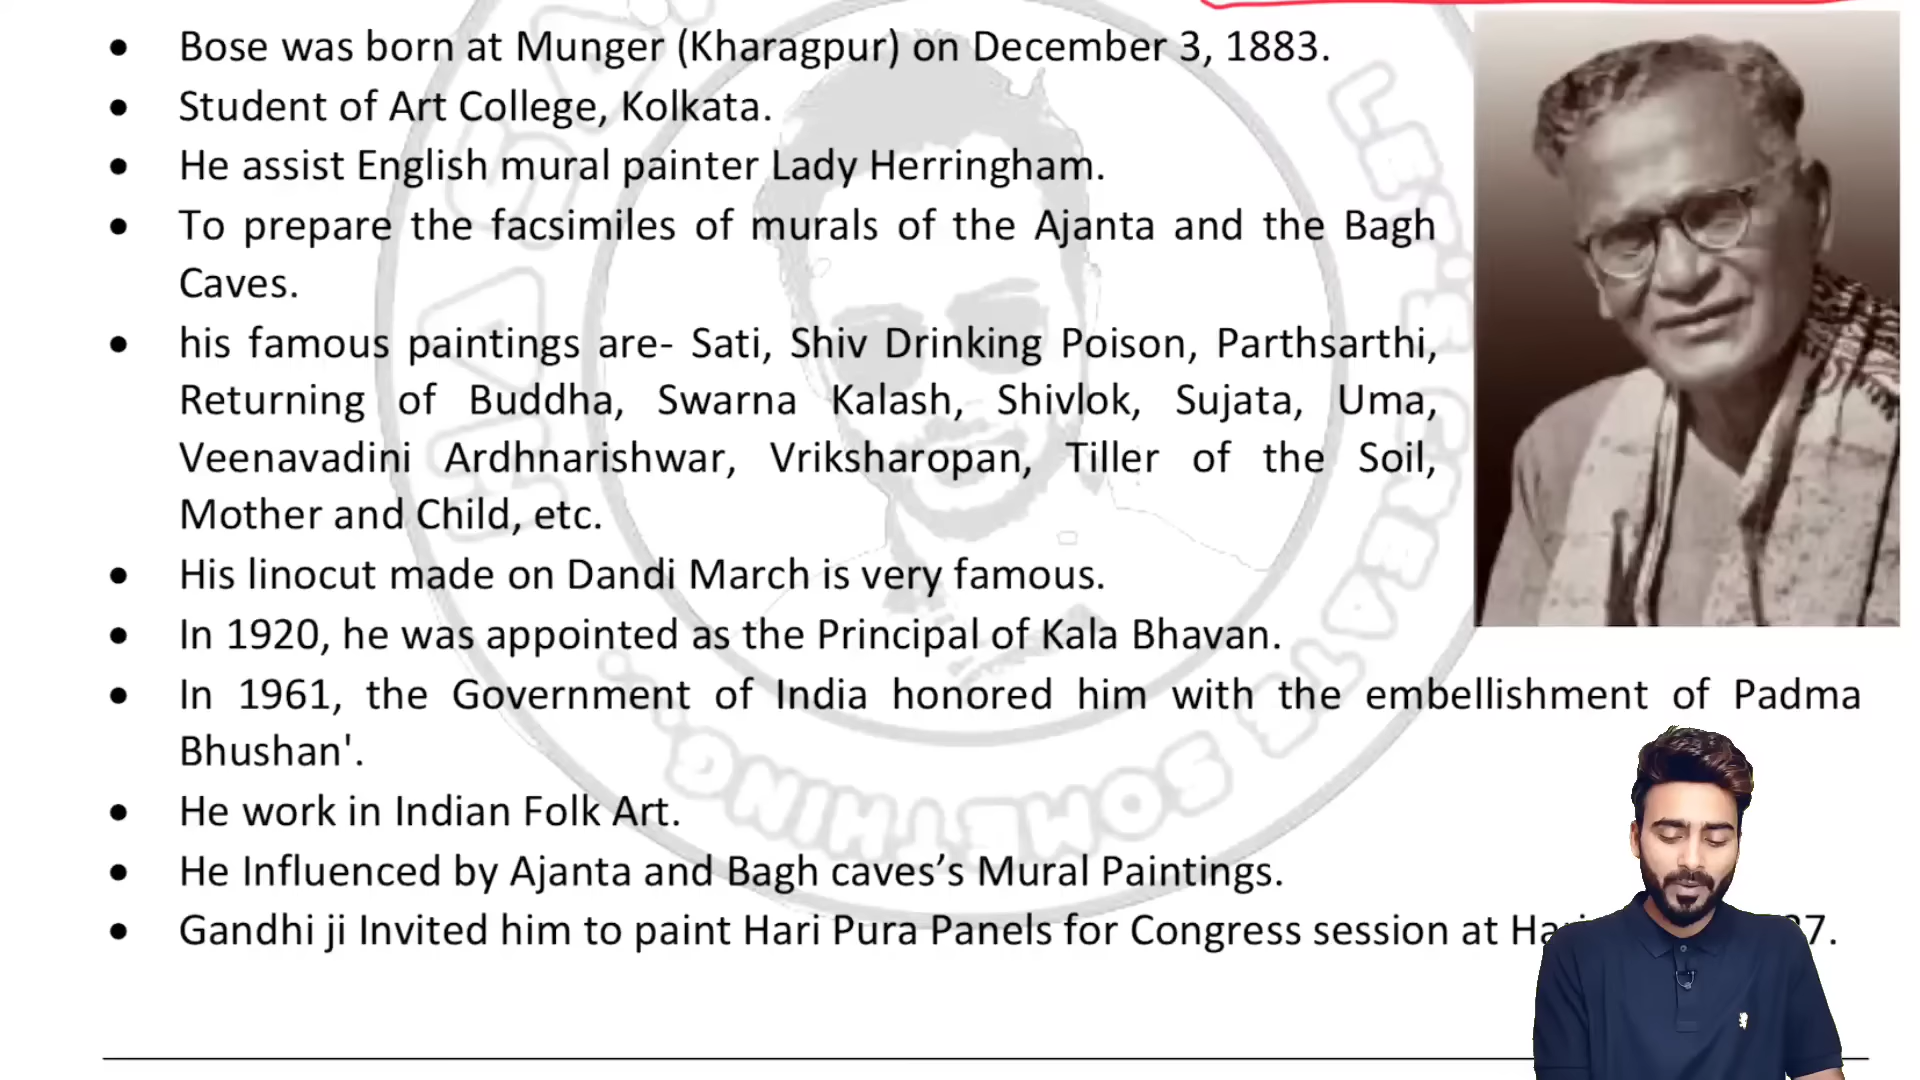 • Bose was born at Munger (Kharagpur) on December 3, 1883.
• Student of Art College, Kolkata.
• He assist English mural painter Lady Herringham.
• To prepare the facsimiles of murals of the Ajanta and the Bagh
Caves.
• his famous paintings are- Sati, Shiv Drinking Poison, Parthsarthi,
Returning of Buddha, Swarna Kalash, Shivlok, Sujata, Uma,
Veenavadini Ardhnarishwar, Vriksharopan, Tiller of the Soil,
Mother and Child, etc.
• His linocut made on Dandi March is very famous.
• In 1920, he was appointed as the Principal of Kala Bhavan.
• In 1961, the Government of India honored him with the embellishment of Padma
Bhushan'.
• He work in Indian Folk Art.
• He Influenced by Ajanta and Bagh caves’s Mural Paintings.
• Gandhi ji Invited him to paint Hari Pura Panels for Congress session at
SOMETHING